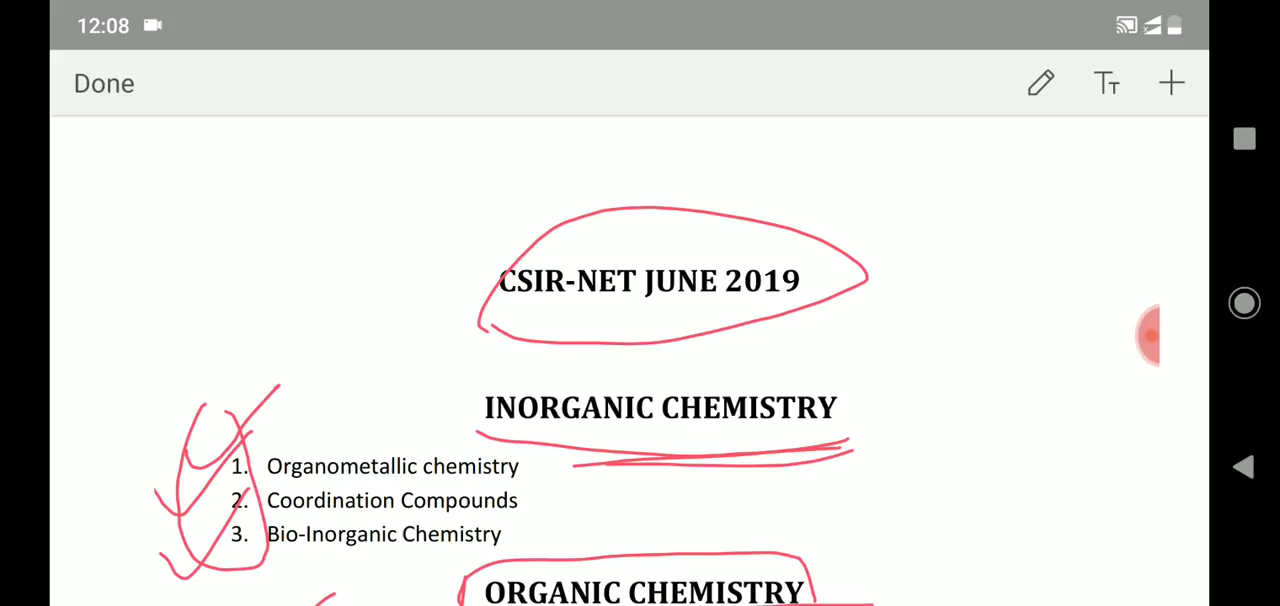 12:08
Done
CSIR-NET JUNE 2019
INORGANIC CHEMISTRY
1. Organometallic chemistry
2. Coordination Compounds
3. Bio-Inorganic Chemistry
ORGANIC CHEMISTRY